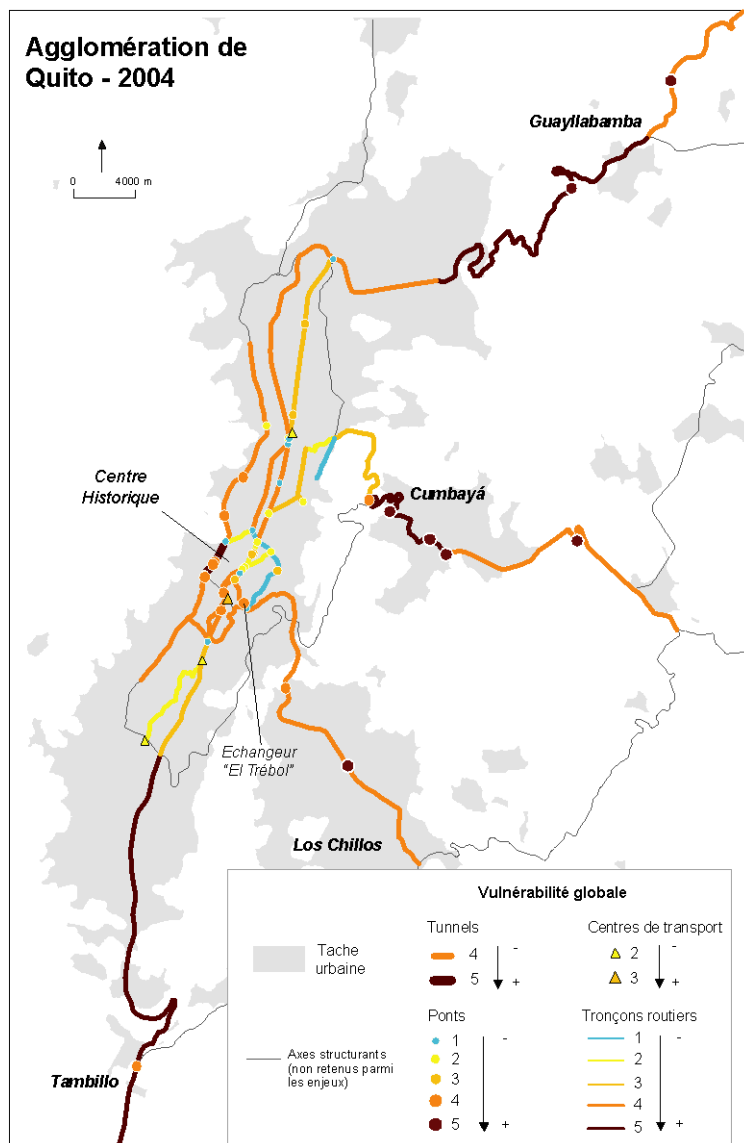 Agglomération de
Quito - 2004
0 4000 m
Guayllabamba
Centre
Historique
Cumbayá
Echangeur
"El Trébol"
Los Chillos
Tambillo
Vulnérabilité globale
Tache
urbaine
Axes structurants
(non retenus parmi
les enjeux)
Tunnels
4 -
5 +
Ponts
1 -
2
3
4
5 +
Centres de transport
2 -
3 +
Tronçons routiers
1 -
2
3
4
5 +